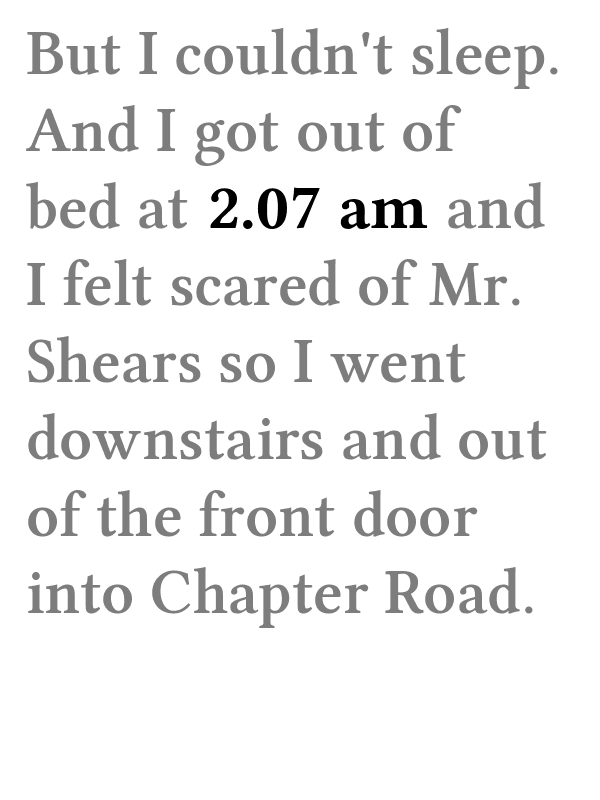 But I couldn't sleep.
And I got out of
bed at 2.07 am and
I felt scared of Mr.
Shears so I went
downstairs and out
of the front door
into Chapter Road.